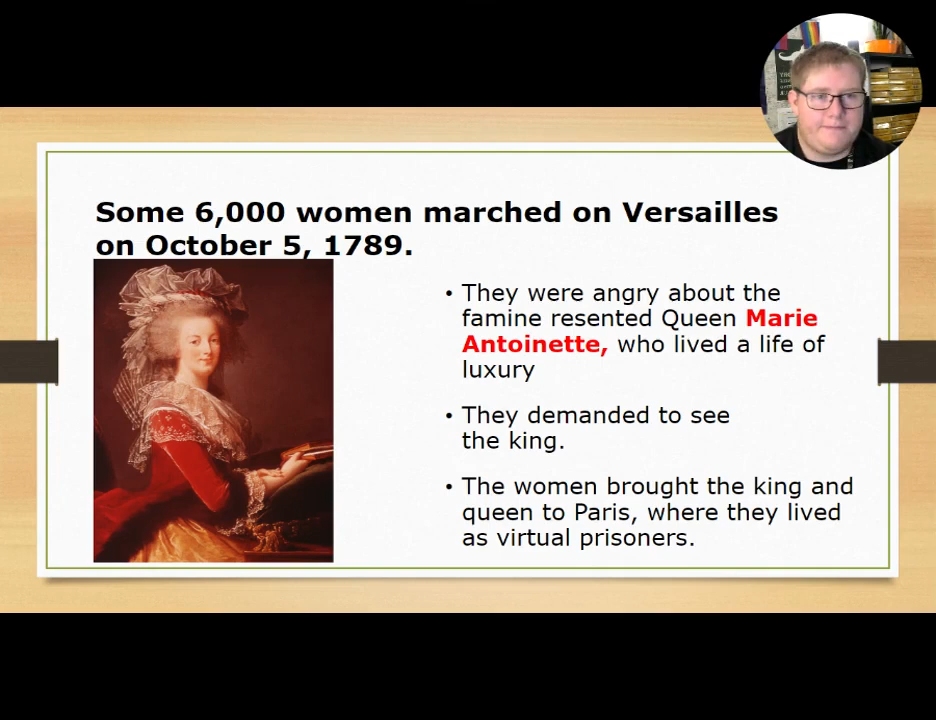 Some 6,000 women marched on Versailles
on October 5, 1789.
• They were angry about the
famine resented Queen Marie
Antoinette, who lived a life of
luxury
• They demanded to see
the king.
• The women brought the king and
queen to Paris, where they lived
as virtual prisoners.